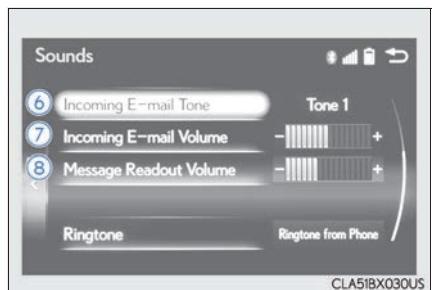 Sounds
6 Incoming E-mail Tone Tone 1
7 Incoming E-mail Volume - +
8 Message Readout Volume - +
Ringtone Ringtone from Phone
CLA51BX030US